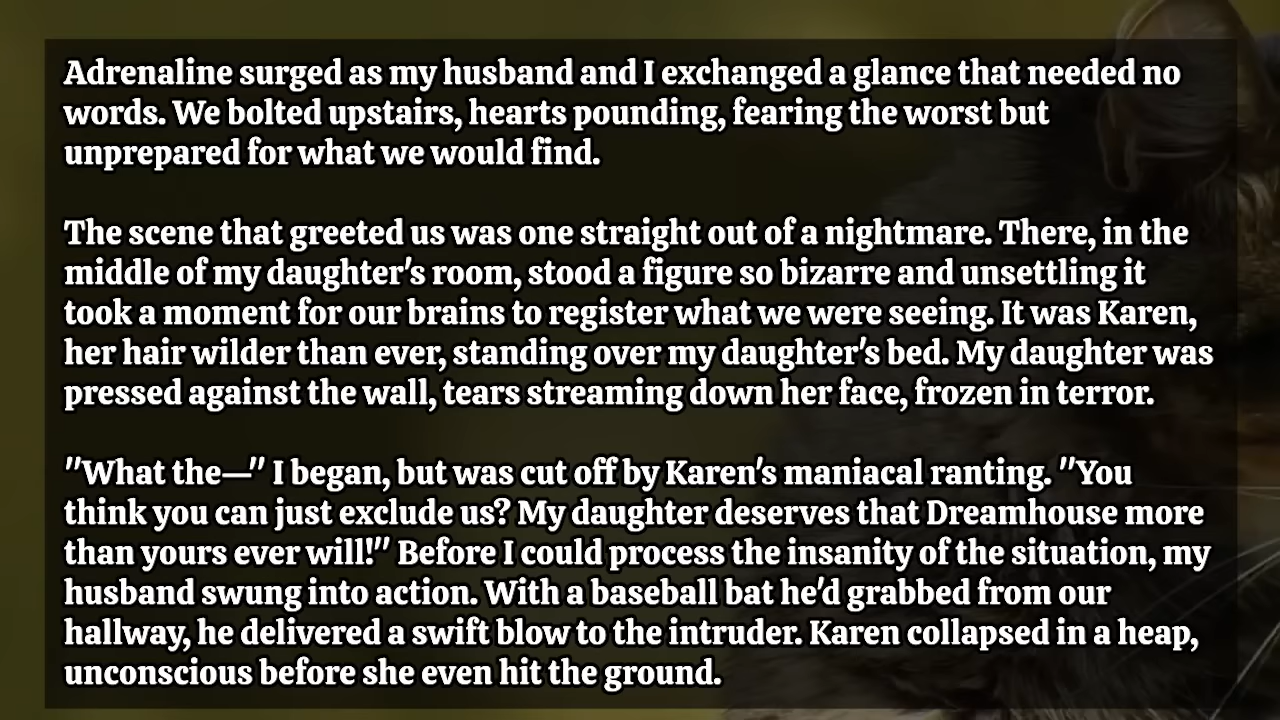 Adrenaline surged as my husband and I exchanged a glance that needed no
words. We bolted upstairs, hearts pounding, fearing the worst but
unprepared for what we would find.
The scene that greeted us was one straight out of a nightmare. There, in the
middle of my daughter's room, stood a figure so bizarre and unsettling it
took a moment for our brains to register what we were seeing. It was Karen,
her hair wilder than ever, standing over my daughter's bed. My daughter was
pressed against the wall, tears streaming down her face, frozen in terror.
"What the—" I began, but was cut off by Karen's maniacal ranting. "You
think you can just exclude us? My daughter deserves that Dreamhouse more
than yours ever will!" Before I could process the insanity of the situation, my
husband swung into action. With a baseball bat he'd grabbed from our
hallway, he delivered a swift blow to the intruder. Karen collapsed in a heap,
unconscious before she even hit the ground.